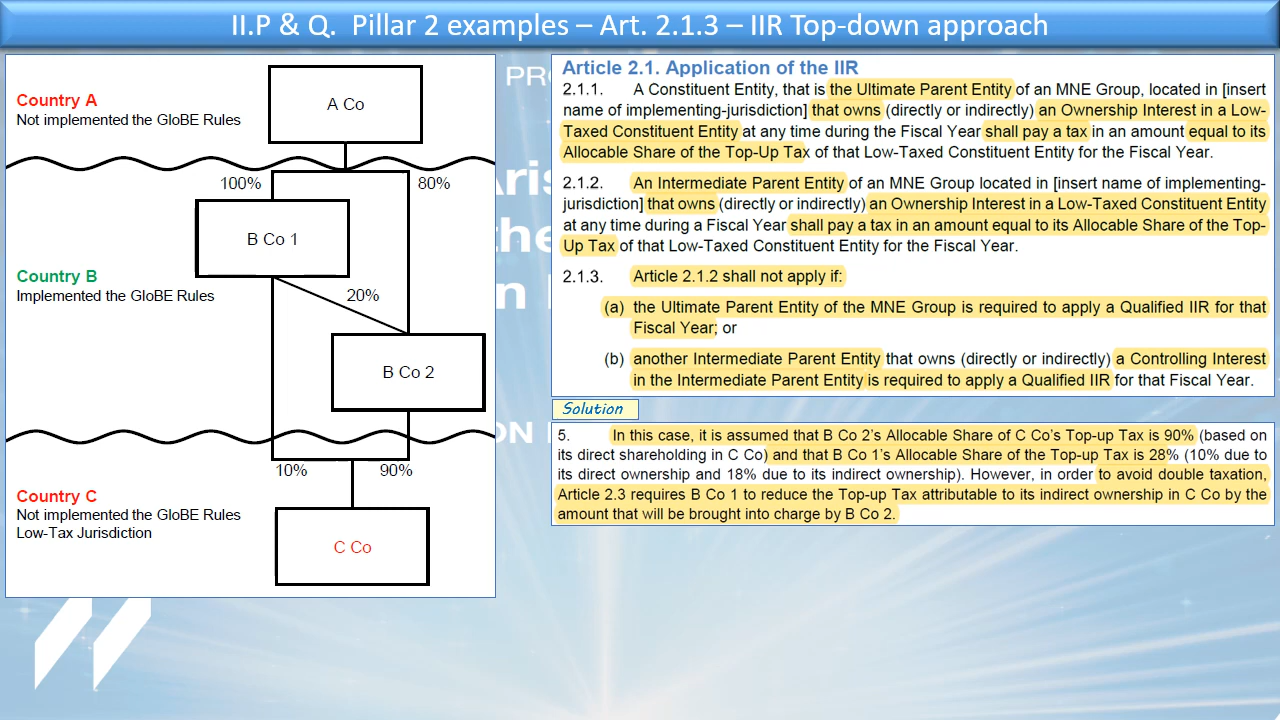 II.P & Q.  Pillar 2 examples – Art. 2.1.3 – IIR Top-down approach
Country A
Not implemented the GloBE Rules
A Co
100%
80%
B Co 1
Country B
Implemented the GloBE Rules
20%
B Co 2
10%
90%
Country C
Not implemented the GloBE Rules
Low-Tax Jurisdiction
C Co
Article 2.1. Application of the IIR
2.1.1. A Constituent Entity, that is the Ultimate Parent Entity of an MNE Group, located in [insert
name of implementing-jurisdiction] that owns (directly or indirectly) an Ownership Interest in a Low-
Taxed Constituent Entity at any time during the Fiscal Year shall pay a tax in an amount equal to its
Allocable Share of the Top-Up Tax of that Low-Taxed Constituent Entity for the Fiscal Year.
2.1.2. An Intermediate Parent Entity of an MNE Group located in [insert name of implementing-
jurisdiction] that owns (directly or indirectly) an Ownership Interest in a Low-Taxed Constituent Entity
at any time during a Fiscal Year shall pay a tax in an amount equal to its Allocable Share of the Top-
Up Tax of that Low-Taxed Constituent Entity for the Fiscal Year.
2.1.3. Article 2.1.2 shall not apply if:
(a) the Ultimate Parent Entity of the MNE Group is required to apply a Qualified IIR for that
Fiscal Year; or
(b) another Intermediate Parent Entity that owns (directly or indirectly) a Controlling Interest
in the Intermediate Parent Entity is required to apply a Qualified IIR for that Fiscal Year.
Solution
5. In this case, it is assumed that B Co 2's Allocable Share of C Co's Top-up Tax is 90% (based on
its direct shareholding in C Co) and that B Co 1's Allocable Share of the Top-up Tax is 28% (10% due to
its direct ownership and 18% due to its indirect ownership). However, in order to avoid double taxation,
Article 2.3 requires B Co 1 to reduce the Top-up Tax attributable to its indirect ownership in C Co by the
amount that will be brought into charge by B Co 2.